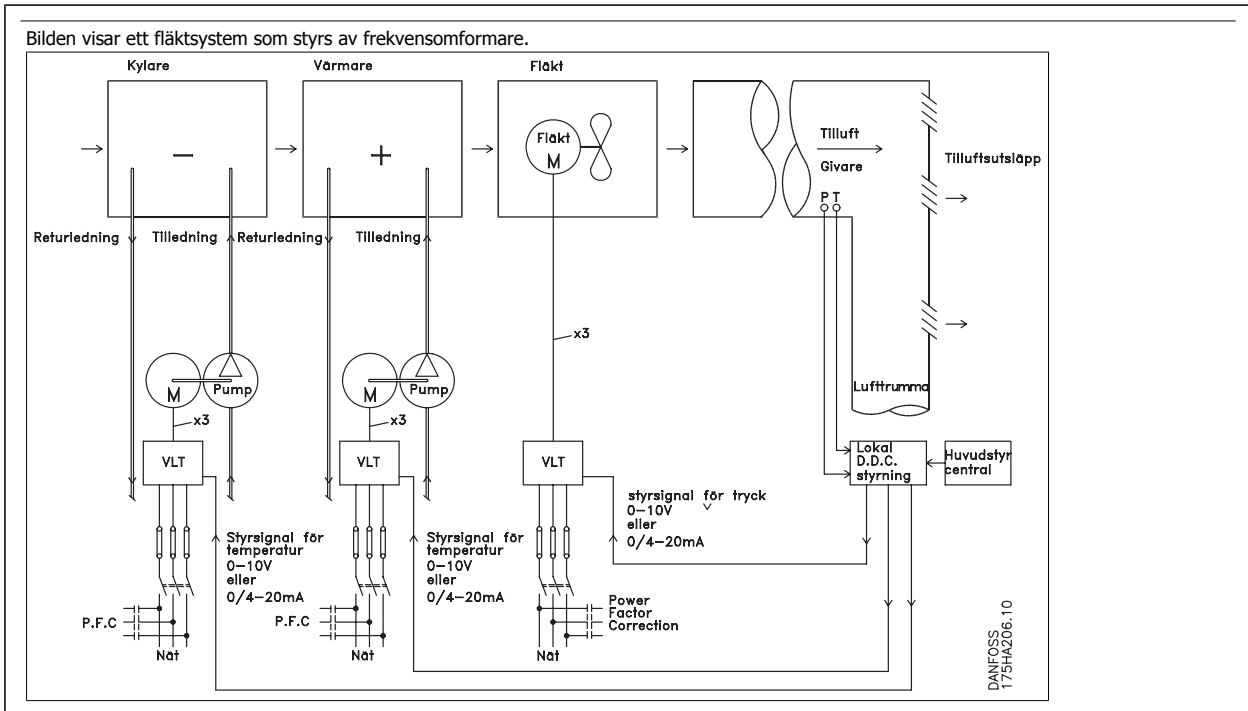 Bilden visar ett fläktsystem som styrs av frekvensomformare.
Kylare
Värmare
Fläkt
Fläkt
M
Tilluft
Givare
P T
Tilluftsutsläpp
Returledning
Tilledning
Returledning
Tilledning
x3
M
Pump
M
Pump
Lufttrumma
x3
x3
VLT
VLT
VLT
Lokal
D.D.C.
styrning
Huvudstyr
central
styrsignal för tryck
0-10V
eller
0/4-20mA
Styrsignal för
temperatur
0-10V
eller
0/4-20mA
Styrsignal för
temperatur
0-10V
eller
0/4-20mA
P.F.C
P.F.C
Power
Factor
Correction
Nät
Nät
Nät
DANFOSS
175HA206.10